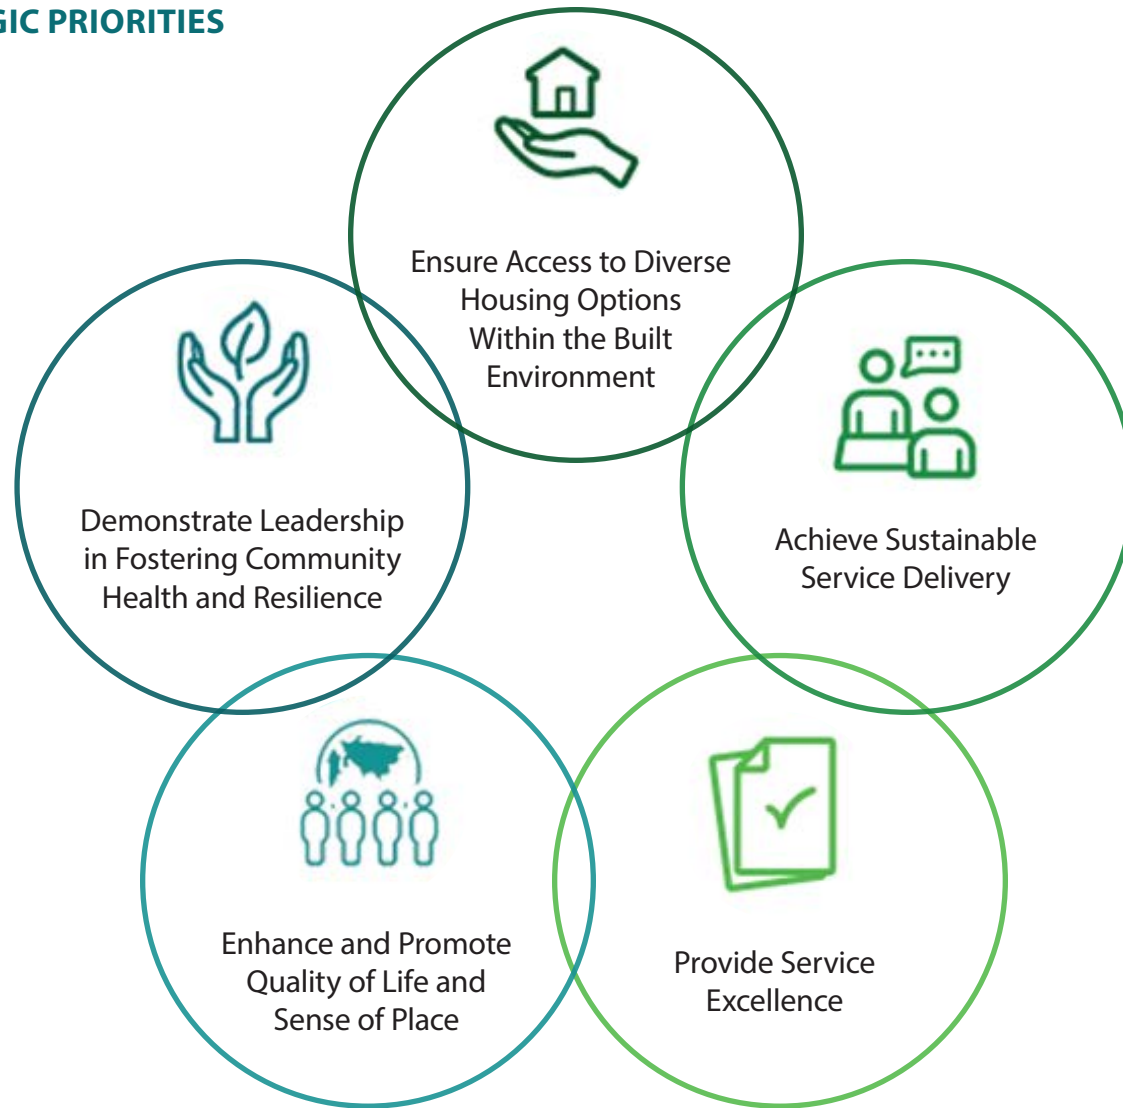 GIC PRIORITIES
Ensure Access to Diverse
Housing Options
Within the Built
Environment
Demonstrate Leadership
in Fostering Community
Health and Resilience
Achieve Sustainable
Service Delivery
Enhance and Promote
Quality of Life and
Sense of Place
Provide Service
Excellence